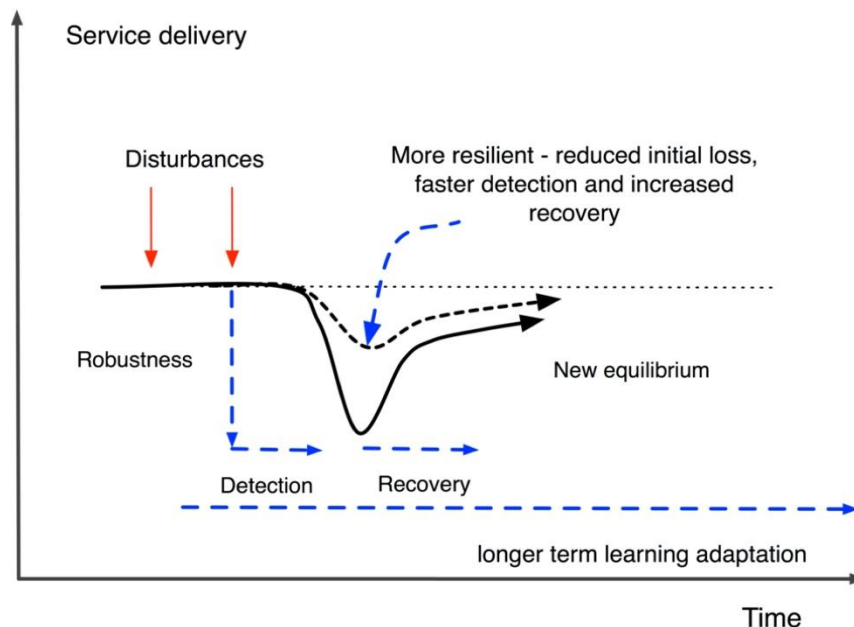 Service delivery
Disturbances
More resilient - reduced initial loss,
faster detection and increased
recovery
Robustness
New equilibrium
Detection
Recovery
longer term learning adaptation
Time